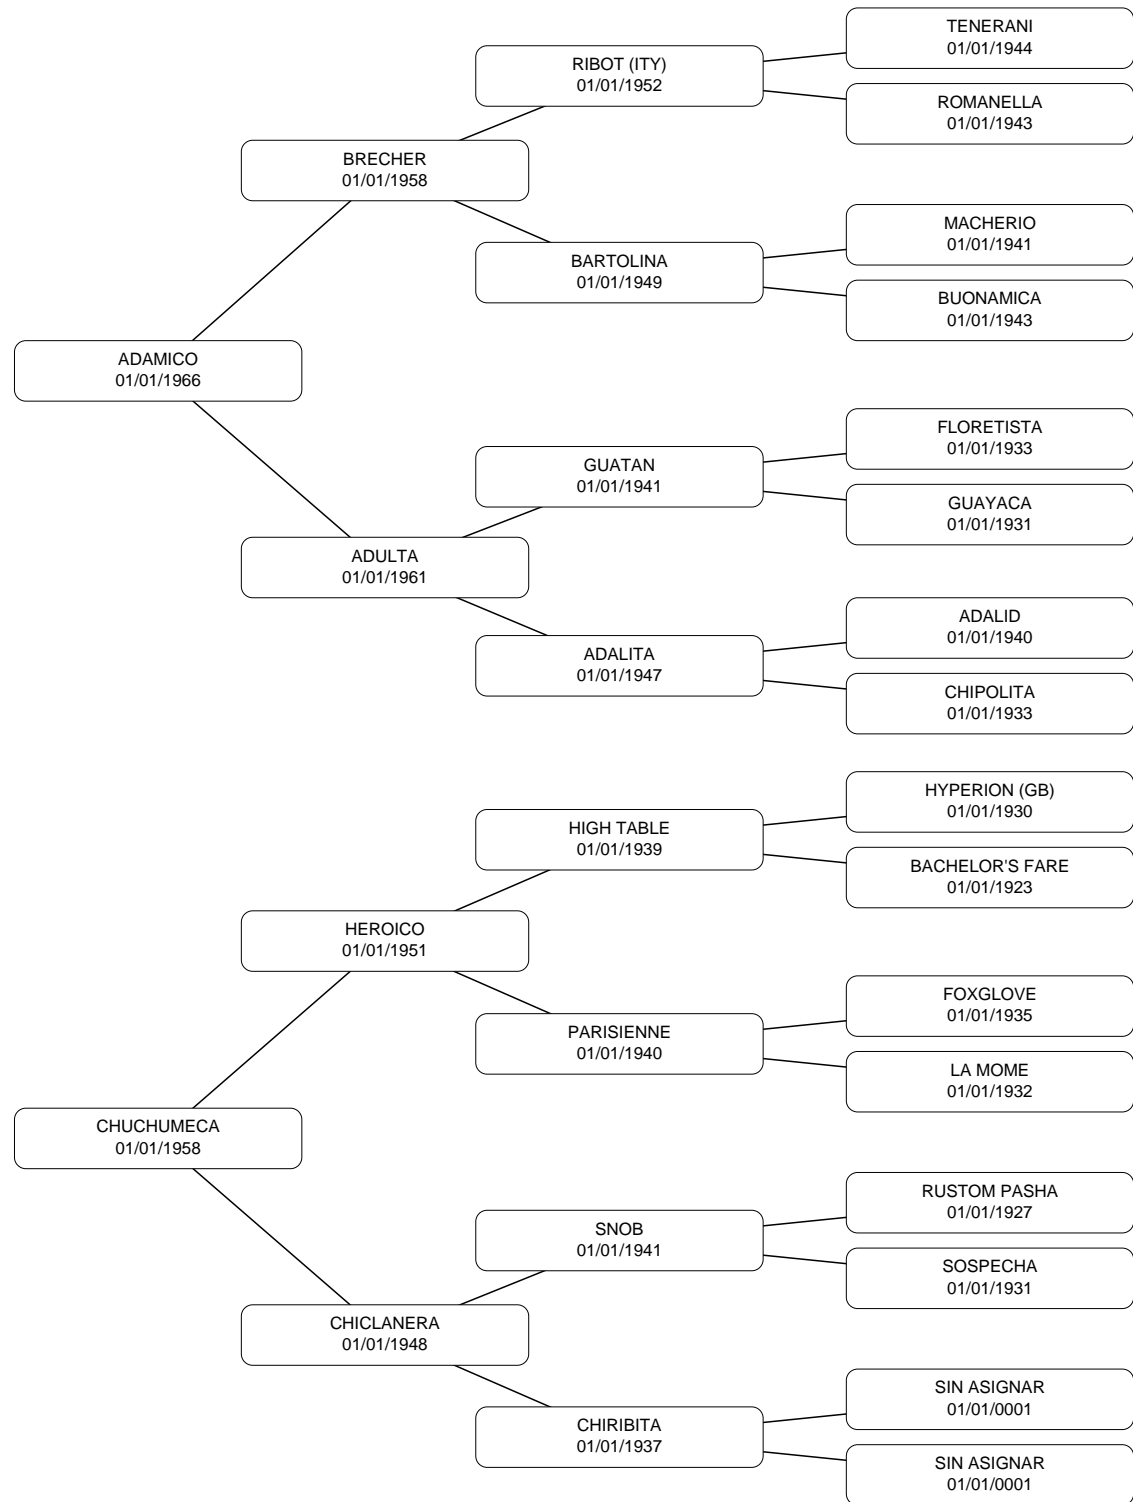 TENERANI
01/01/1944
RIBOT (ITY)
01/01/1952
ROMANELLA
01/01/1943
BRECHER
01/01/1958
MACHERIO
01/01/1941
BARTOLINA
01/01/1949
BUONAMICA
01/01/1943
ADAMICO
01/01/1966
FLORETISTA
01/01/1933
GUATAN
01/01/1941
GUAYACA
01/01/1931
ADULTA
01/01/1961
ADALID
01/01/1940
ADALITA
01/01/1947
CHIPOLITA
01/01/1933
HYPERION (GB)
01/01/1930
HIGH TABLE
01/01/1939
BACHELOR'S FARE
01/01/1923
HEROICO
01/01/1951
FOXGLOVE
01/01/1935
PARISIENNE
01/01/1940
LA MOME
01/01/1932
CHUCHUMECA
01/01/1958
RUSTOM PASHA
01/01/1927
SNOB
01/01/1941
SOSPECHA
01/01/1931
CHICLANERA
01/01/1948
SIN ASIGNAR
01/01/0001
CHIRIBITA
01/01/1937
SIN ASIGNAR
01/01/0001